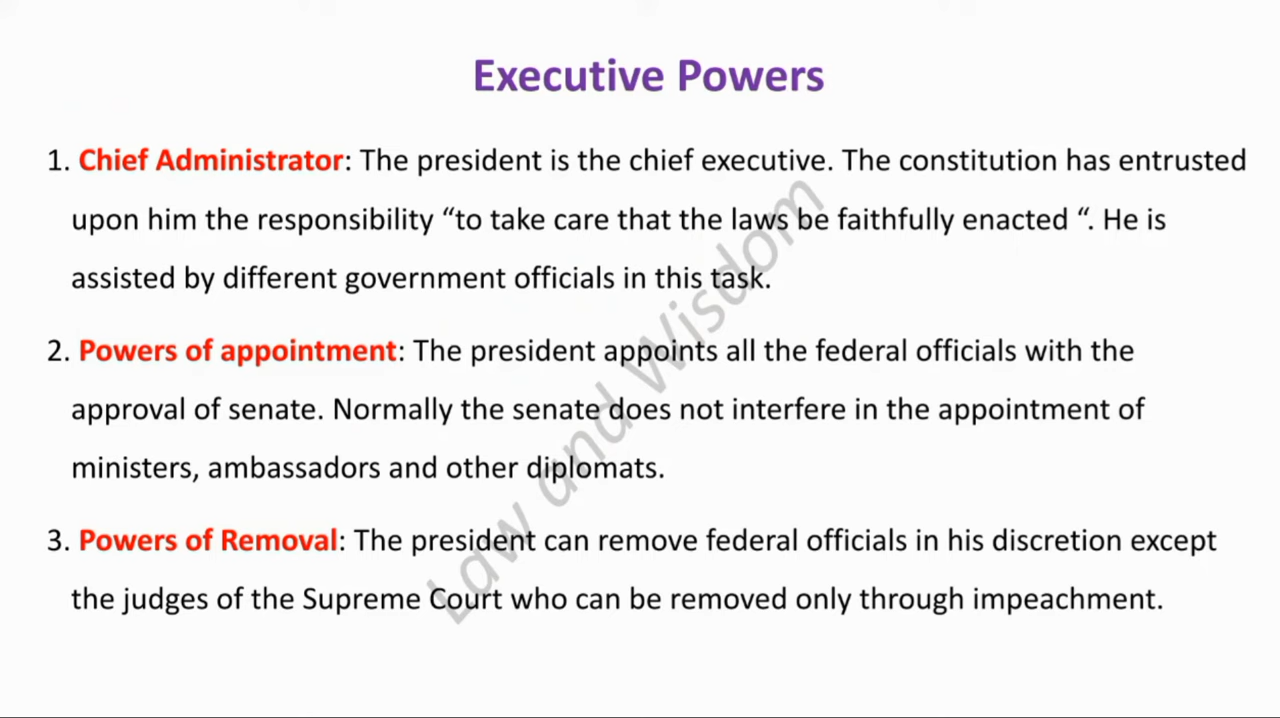 Executive Powers
1. Chief Administrator: The president is the chief executive. The constitution has entrusted
upon him the responsibility “to take care that the laws be faithfully enacted “. He is
assisted by different government officials in this task.
2. Powers of appointment: The president appoints all the federal officials with the
approval of senate. Normally the senate does not interfere in the appointment of
ministers, ambassadors and other diplomats.
3. Powers of Removal: The president can remove federal officials in his discretion except
the judges of the Supreme Court who can be removed only through impeachment.
Law and Wisdom